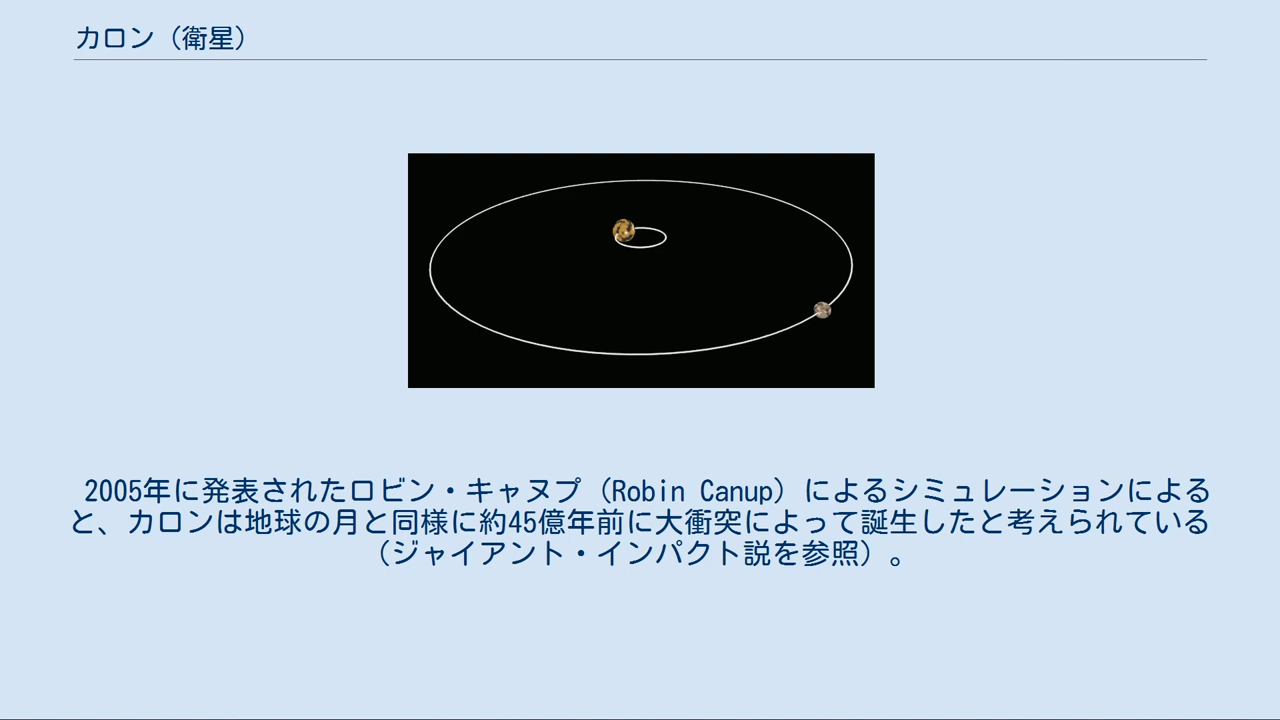 カロン（衛星）
2005年に発表されたロビン・キャヌプ（Robin Canup）によるシミュレーションによる
と、カロンは地球の月と同様に約45億年前に大衝突によって誕生したと考えられている
（ジャイアント・インパクト説を参照）。